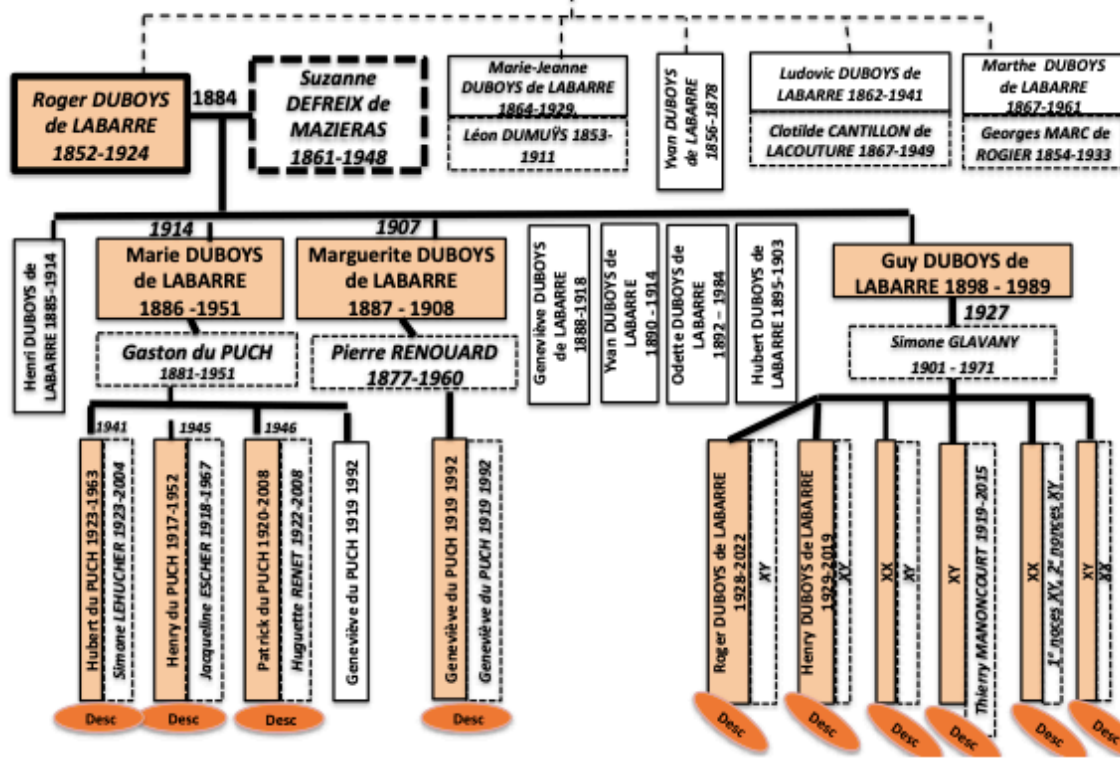 Roger DUBOYS
de LABARRE
1852-1924
1884
Suzanne
DEFREIX de
MAZIERAS
1861-1948
Marie-Jeanne
DUBOYS de LABARRE
1864-1929,
Léon DUMUŸS 1853-
1911
Yvan DUBOYS
de LABARRE
1856-1878
Ludovic DUBOYS de
LABARRE 1862-1941
Clotilde CANTILLON de
LACOUTURE 1867-1949
Marthe DUBOYS
de LABARRE
1867-1961
Georges MARC de
ROGIER 1854-1933
Henri DUBOYS de
LABARRE 1885-1914
1914
Marie DUBOYS
de LABARRE
1886 -1951
Gaston du PUCH
1881-1951
1907
Marguerite DUBOYS
de LABARRE
1887 - 1908
Pierre RENOUARD
1877-1960
Geneviève DUBOYS
de LABARRE
1888-1918
Yvan DUBOYS de
LABARRE
1890 -1914
Odette DUBOYS de
LABARRE
1892 - 1984
Hubert DUBOYS de
LABARRE 1895-1903
Guy DUBOYS de
LABARRE 1898 - 1989
1927
Simone GLAVANY
1901 - 1971
1941
Hubert du PUCH 1923-1963
Simone LEHUCHER 1923-2004
1945
Henry du PUCH 1917-1952
Jacqueline ESCHER 1918-1967
1946
Patrick du PUCH 1920-2008
Huguette RENET 1922-2008
Geneviève du PUCH 1919 1992
Geneviève du PUCH 1919 1992
Geneviève du PUCH 1919 1992
Roger DUBOYS de LABARRE
1928-2022
XY
Henry DUBOYS de LABARRE
1929-2019
XY
XX
XY
XY
Thierry MANONCOURT 1919-2015
XX
1° noces XY, 2° nonces XY
XY
XX
Desc
Desc
Desc
Desc
Desc
Desc
Desc
Desc
Desc
Desc